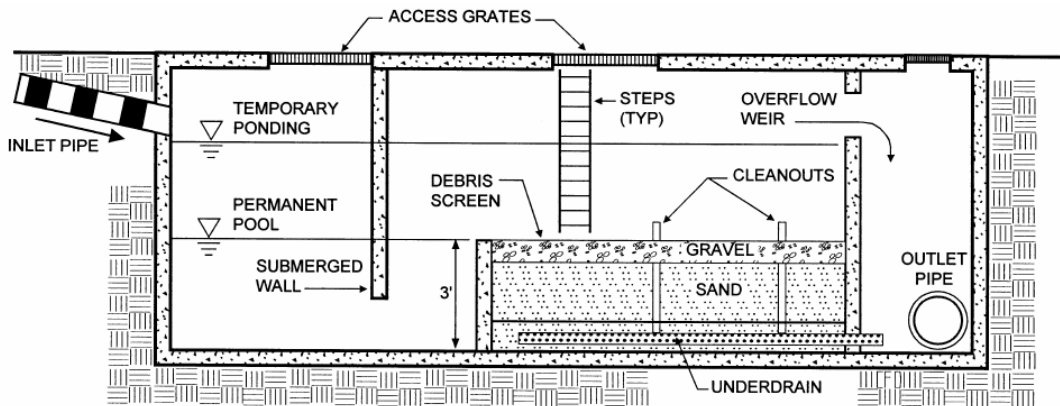 ACCESS GRATES
TEMPORARY
PONDING
STEPS
(TYP)
OVERFLOW
WEIR
INLET PIPE
CLEANOUTS
DEBRIS
SCREEN
PERMANENT
POOL
GRAVEL
SUBMERGED
WALL
3'
SAND
OUTLET
PIPE
UNDERDRAIN